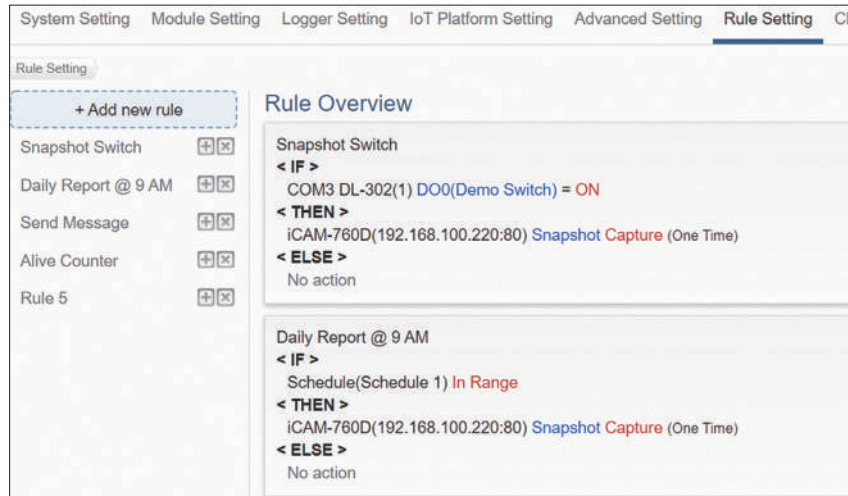 System Setting Module Setting Logger Setting IoT Platform Setting Advanced Setting Rule Setting
Rule Setting
+ Add new rule
Snapshot Switch
Daily Report @ 9 AM
Send Message
Alive Counter
Rule 5
Rule Overview
Snapshot Switch
< IF >
COM3 DL-302(1) DO0(Demo Switch) = ON
< THEN >
iCAM-760D(192.168.100.220:80) Snapshot Capture (One Time)
< ELSE >
No action
Daily Report @ 9 AM
< IF >
Schedule(Schedule 1) In Range
< THEN >
iCAM-760D(192.168.100.220:80) Snapshot Capture (One Time)
< ELSE >
No action